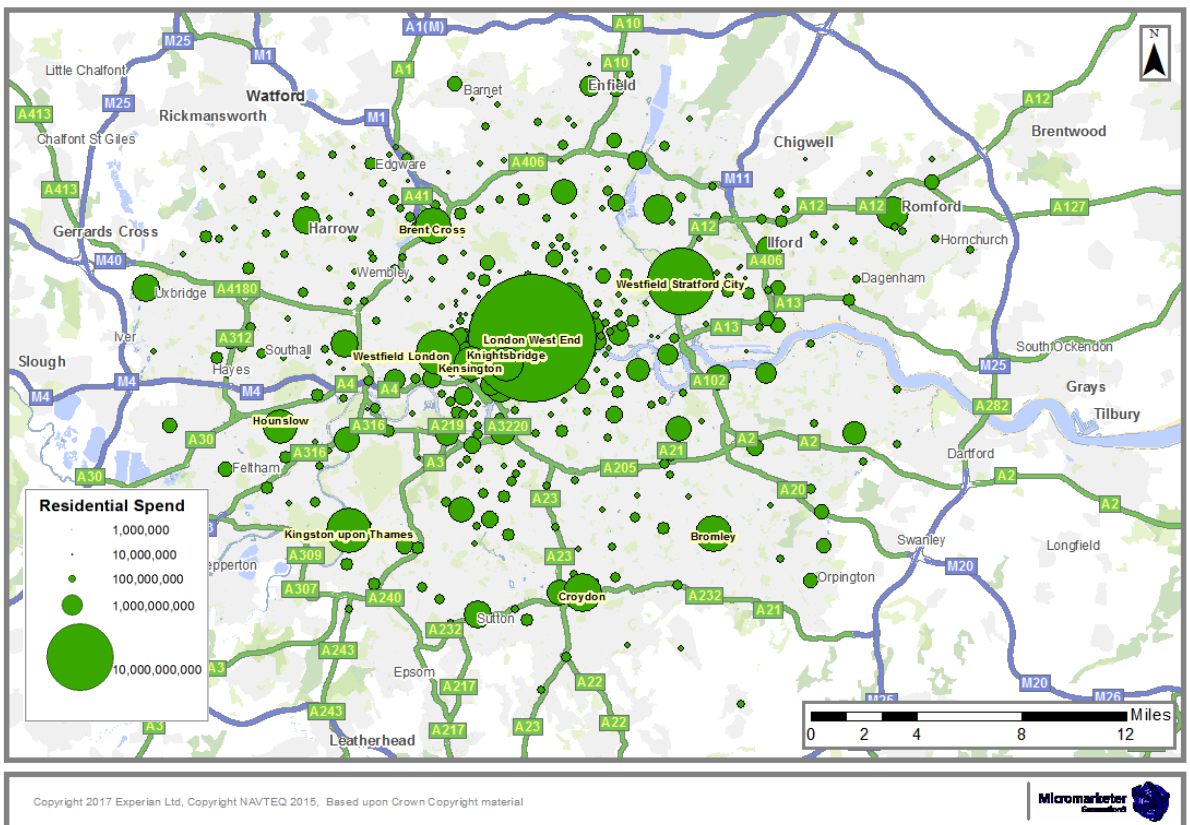 A1(M)
A10
M25
M1
Little Chalfont
A1
A10
Enfield
Barnet
N
Watford
M25
A12
Rickmansworth
A413
M1
Brentwood
Chalfont St Giles
Chigwell
Edgware
A406
A413
A41
M11
A12
A12
Romford
A127
Harrow
Brent Cross
A12
Gerrards Cross
Ilford
Hornchurch
M40
A406
Wembley
Dagenham
Westfield Stratford City
Uxbridge
A4180
A13
A13
Iver
A312
London West End
Southall
Westfield London
Knightsbridge
South Ockendon
Slough
Kensington
M25
Hayes
M4
M4
M4
A4
A4
A102
Grays
A282
Tilbury
Hounslow
A316
A219
A3220
A30
A2
A2
A316
A21
Dartford
A3
A205
Feltham
A30
A2
A20
A2
A23
Residential Spend
1,000,000
10,000,000
100,000,000
1,000,000,000
10,000,000,000
Kingston upon Thames
Bromley
Swanley
Longfield
A309
A23
epperton
M20
Orpington
A307
A240
Croydon
A232
A21
Sutton
A232
A243
A3
Epsom
A217
A22
M20
M25
M26
A243
A3
A23
A22
A217
Leatherhead
Miles
0 2 4 8 12
Copyright 2017 Experian Ltd, Copyright NAVTEQ 2015, Based upon Crown Copyright material
Micromarketer